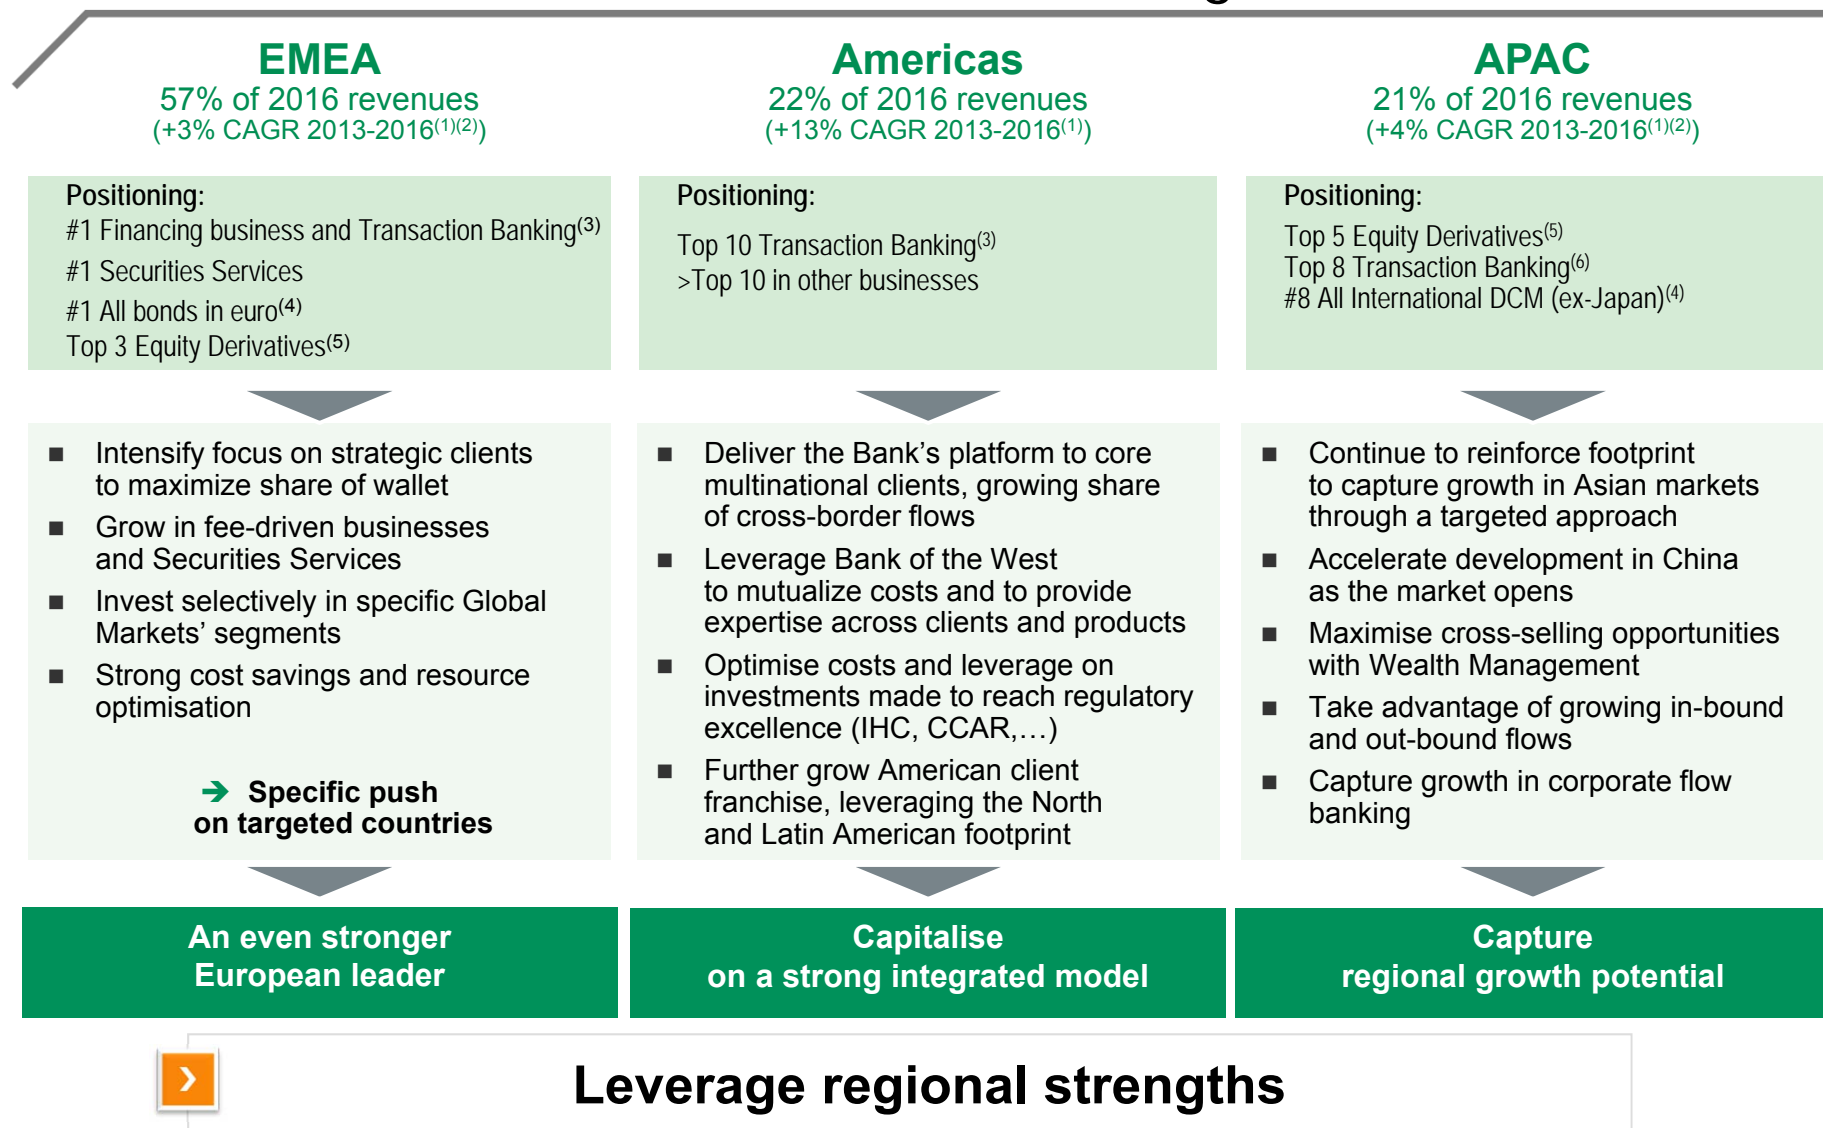 EMEA
57% of 2016 revenues
(+3% CAGR 2013-2016(1)(2))
Positioning:
#1 Financing business and Transaction Banking(3)
#1 Securities Services
#1 All bonds in euro(4)
Top 3 Equity Derivatives(5)
■ Intensify focus on strategic clients
to maximize share of wallet
■ Grow in fee-driven businesses
and Securities Services
■ Invest selectively in specific Global
Markets’ segments
■ Strong cost savings and resource
optimisation
➔ Specific push
on targeted countries
An even stronger
European leader
Americas
22% of 2016 revenues
(+13% CAGR 2013-2016(1))
Positioning:
Top 10 Transaction Banking(3)
>Top 10 in other businesses
■ Deliver the Bank’s platform to core
multinational clients, growing share
of cross-border flows
■ Leverage Bank of the West
to mutualize costs and to provide
expertise across clients and products
■ Optimise costs and leverage on
investments made to reach regulatory
excellence (IHC, CCAR,…)
■ Further grow American client
franchise, leveraging the North
and Latin American footprint
Capitalise
on a strong integrated model
APAC
21% of 2016 revenues
(+4% CAGR 2013-2016(1)(2))
Positioning:
Top 5 Equity Derivatives(5)
Top 8 Transaction Banking(6)
#8 All International DCM (ex-Japan)(4)
■ Continue to reinforce footprint
to capture growth in Asian markets
through a targeted approach
■ Accelerate development in China
as the market opens
■ Maximise cross-selling opportunities
with Wealth Management
■ Take advantage of growing in-bound
and out-bound flows
■ Capture growth in corporate flow
banking
Capture
regional growth potential
Leverage regional strengths